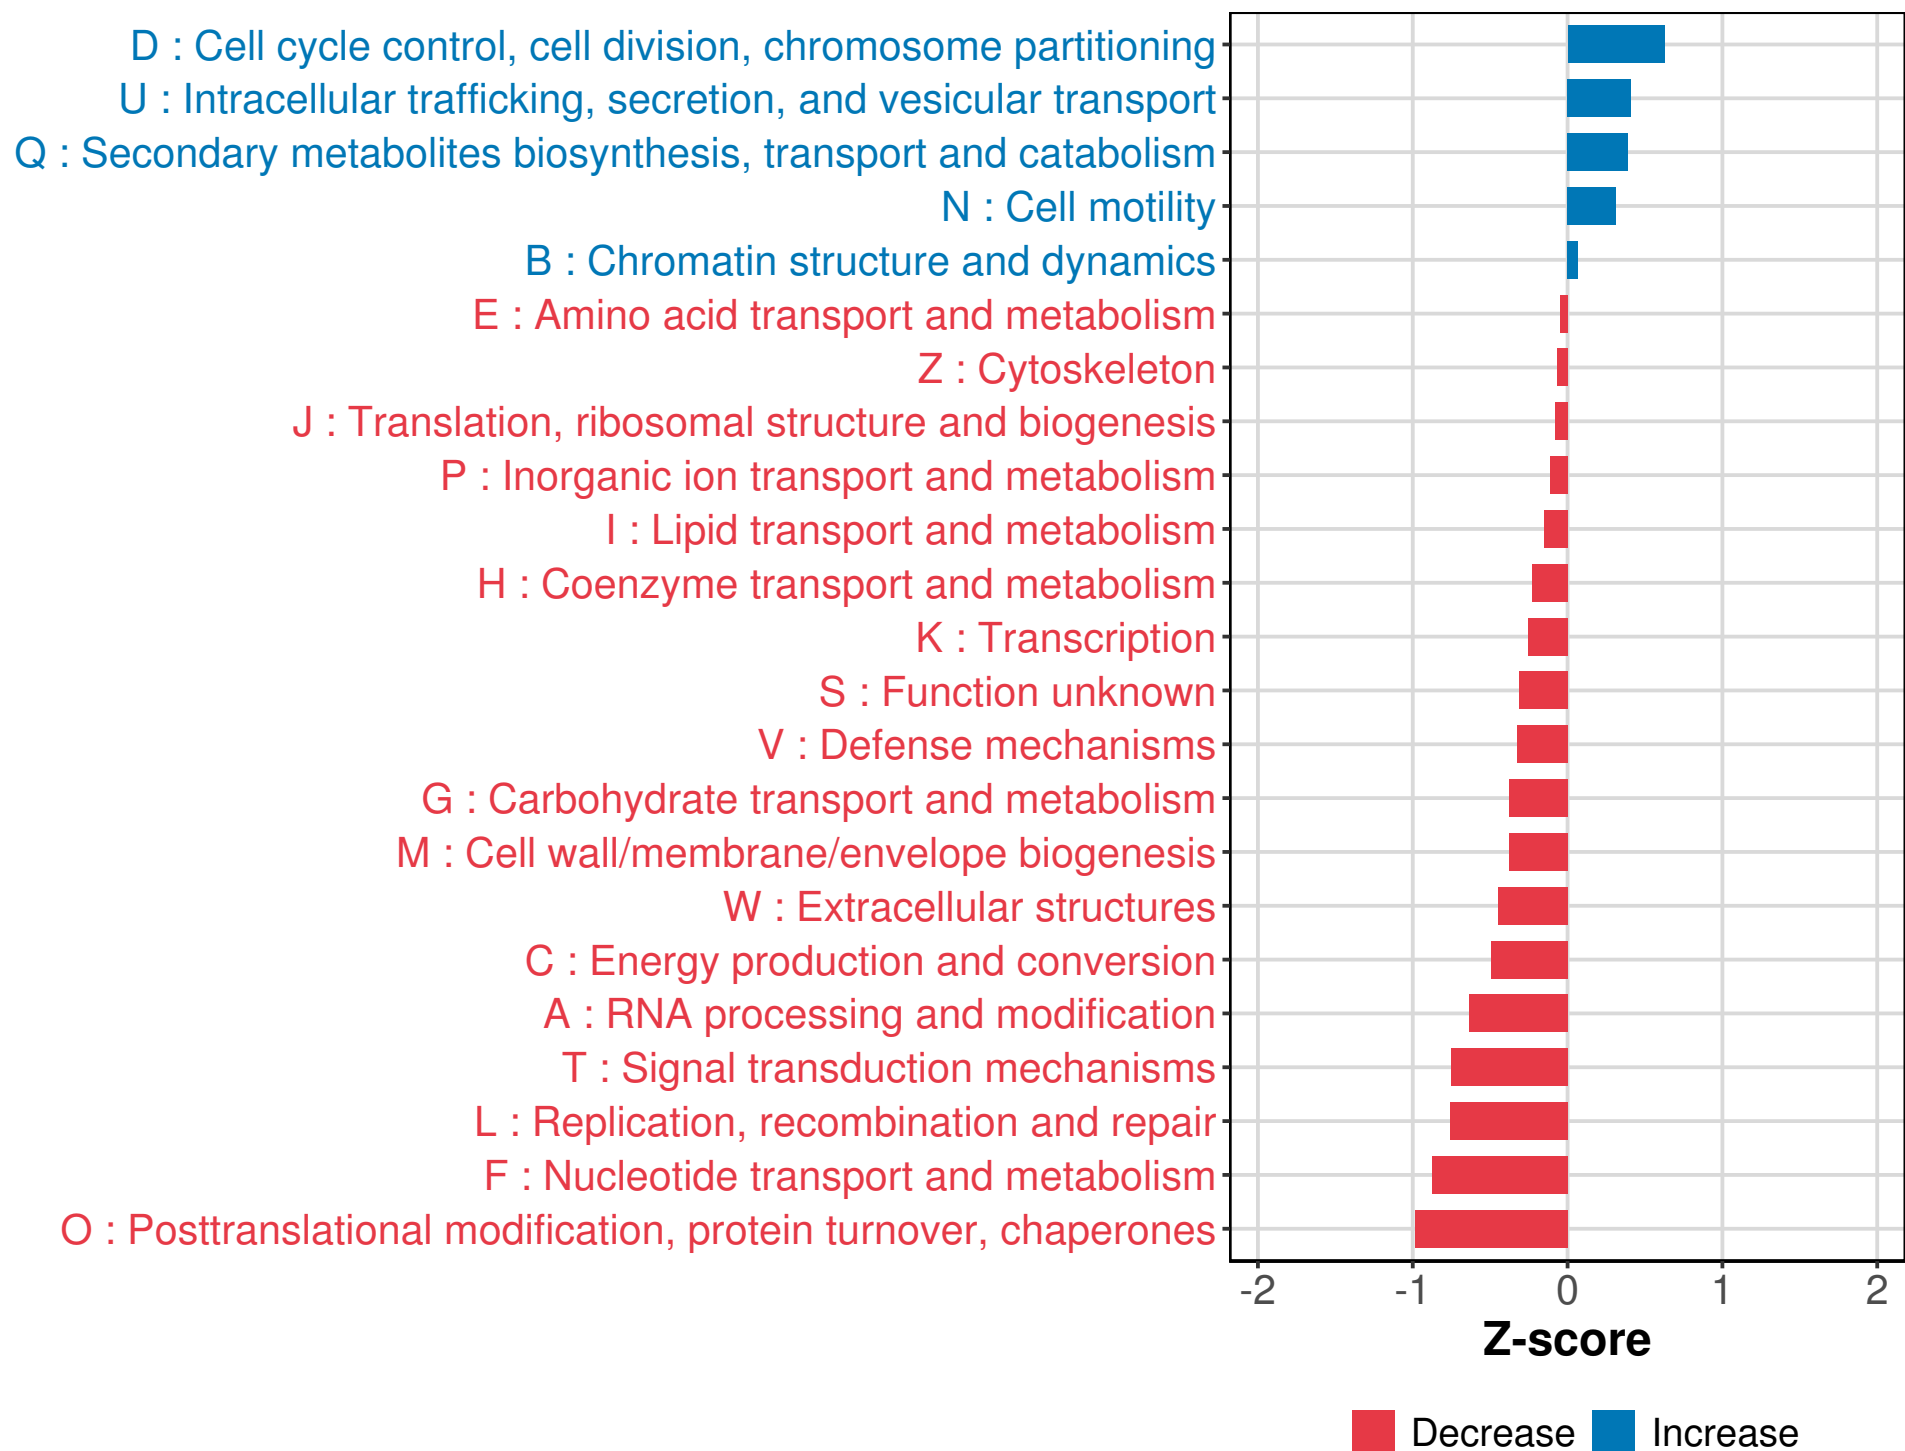 D : Cell cycle control, cell division, chromosome partitioning
U : Intracellular trafficking, secretion, and vesicular transport
Q : Secondary metabolites biosynthesis, transport and catabolism
N : Cell motility
B : Chromatin structure and dynamics
E : Amino acid transport and metabolism
Z : Cytoskeleton
J : Translation, ribosomal structure and biogenesis
P : Inorganic ion transport and metabolism
I : Lipid transport and metabolism
H : Coenzyme transport and metabolism
K : Transcription
S : Function unknown
V : Defense mechanisms
G : Carbohydrate transport and metabolism
M : Cell wall/membrane/envelope biogenesis
W : Extracellular structures
C : Energy production and conversion
A : RNA processing and modification
T : Signal transduction mechanisms
L : Replication, recombination and repair
F : Nucleotide transport and metabolism
O : Posttranslational modification, protein turnover, chaperones
-2 -1 0 1 2
Z-score
Decrease Increase